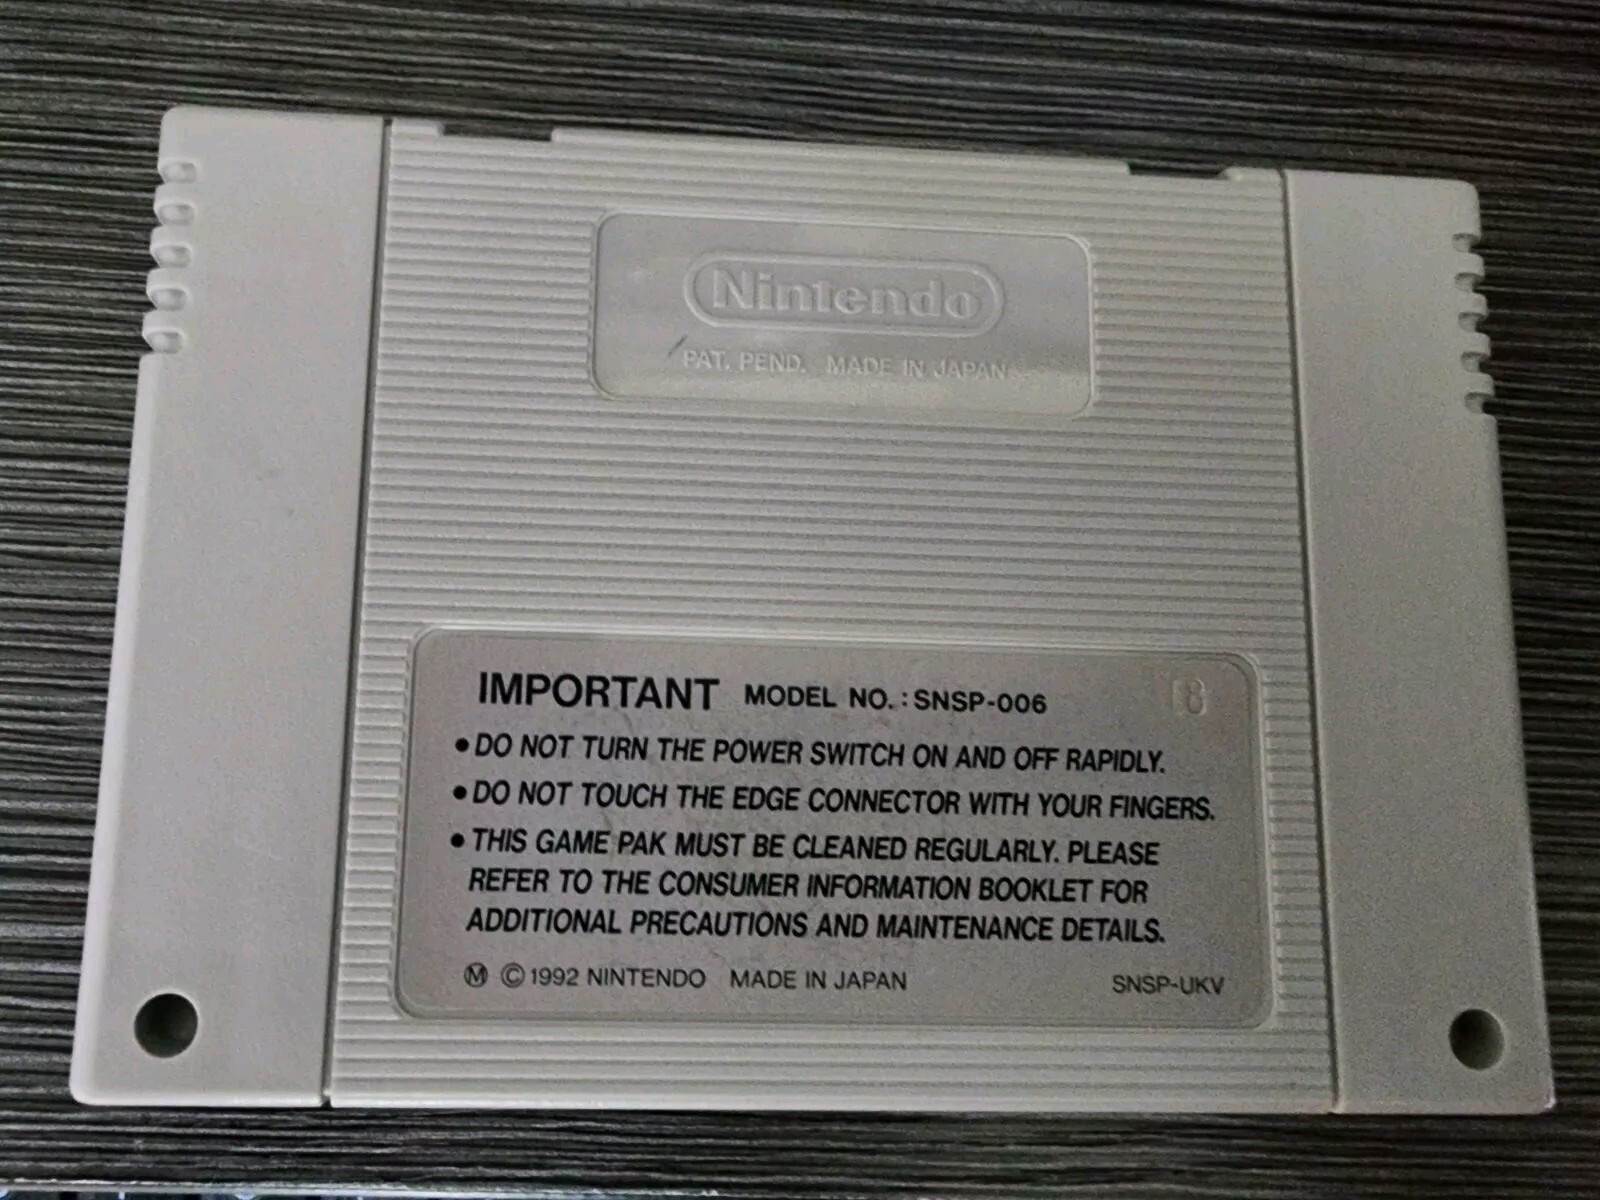 Nintendo
PAT. PEND. MADE IN JAPAN
IMPORTANT MODEL NO.: SNSP-006
•DO NOT TURN THE POWER SWITCH ON AND OFF RAPIDLY.
•DO NOT TOUCH THE EDGE CONNECTOR WITH YOUR FINGERS.
•THIS GAME PAK MUST BE CLEANED REGULARLY. PLEASE
REFER TO THE CONSUMER INFORMATION BOOKLET FOR
ADDITIONAL PRECAUTIONS AND MAINTENANCE DETAILS.
Ⓜ ©1992 NINTENDO MADE IN JAPAN SNSP-UKV